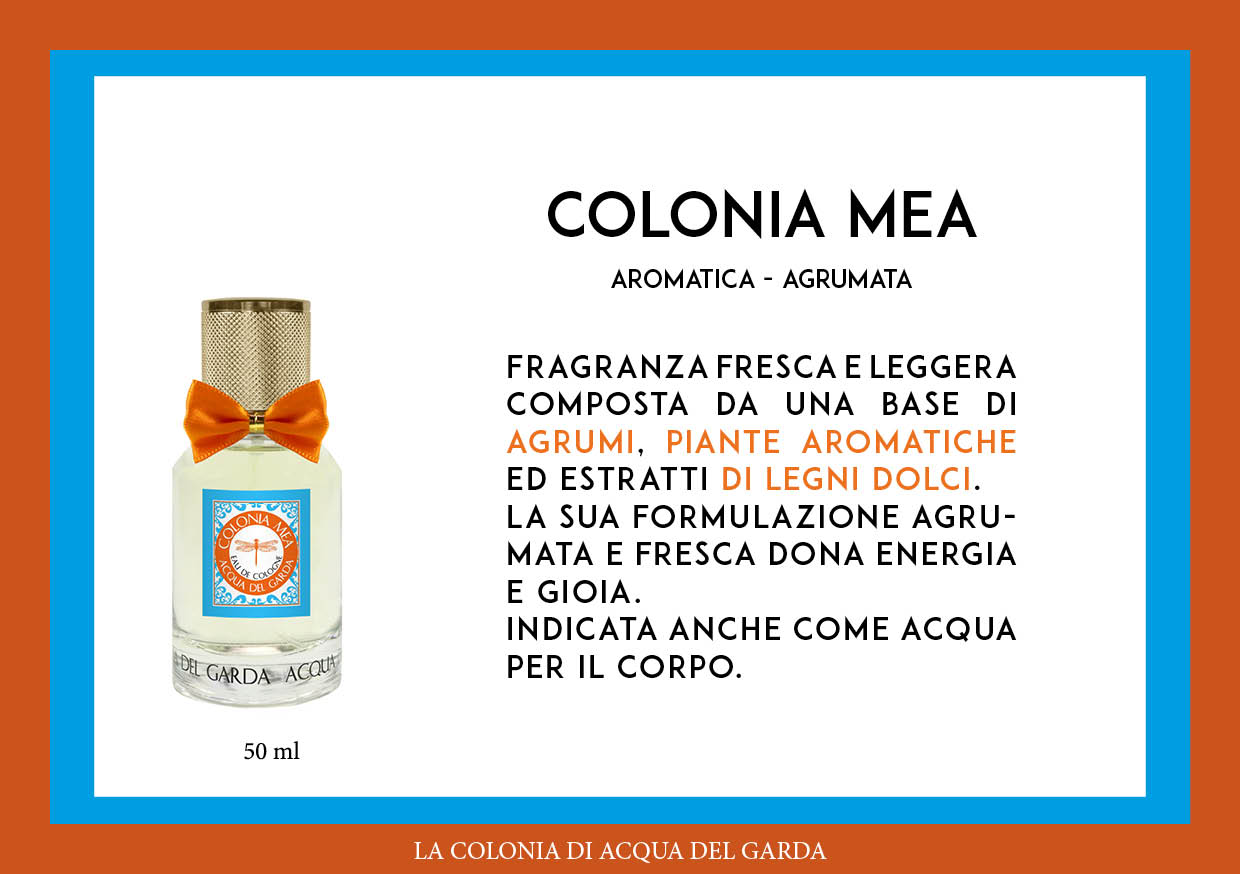 COLONIA MEA
AROMATICA - AGRUMATA
FRAGRANZA FRESCA E LEGGERA
COMPOSTA DA UNA BASE DI
AGRUMI, PIANTE AROMATICHE
ED ESTRATTI DI LEGNI DOLCI.
LA SUA FORMULAZIONE AGRU-
MATA E FRESCA DONA ENERGIA
E GIOIA.
INDICATA ANCHE COME ACQUA
PER IL CORPO.
COLONIA MEA
EAU DE COLOGNE
ACQUA DEL GARDA
DEL GARDA ACQUA
50 ml
LA COLONIA DI ACQUA DEL GARDA